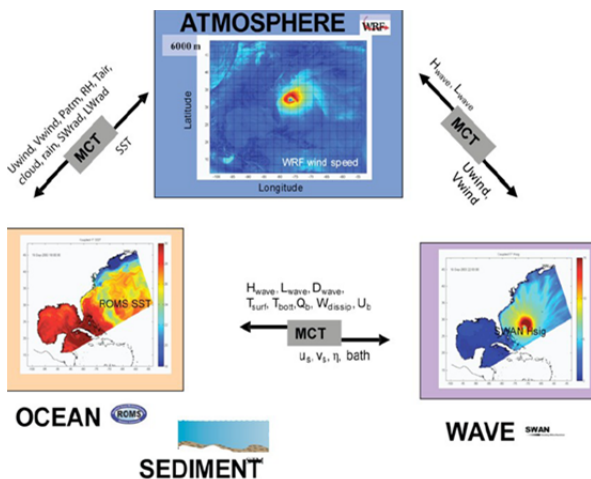 ATMOSPHERE
WRF
6000 m
Latitude
WRF wind speed
Longitude
Uwind, Vwind, Patm, RH, Tair,
cloud, rain, SWrad, LWrad
MCT
SST
Hwave, Lwave
MCT
Uwind,
Vwind
ROMS SST
Hwave, Lwave, Dwave,
Tsurf, Tbott, Qb, Wdissip, Ub
MCT
us, vs, η, bath
SWAN Hsig
OCEAN
ROMS
WAVE
SWAN
SEDIMENT